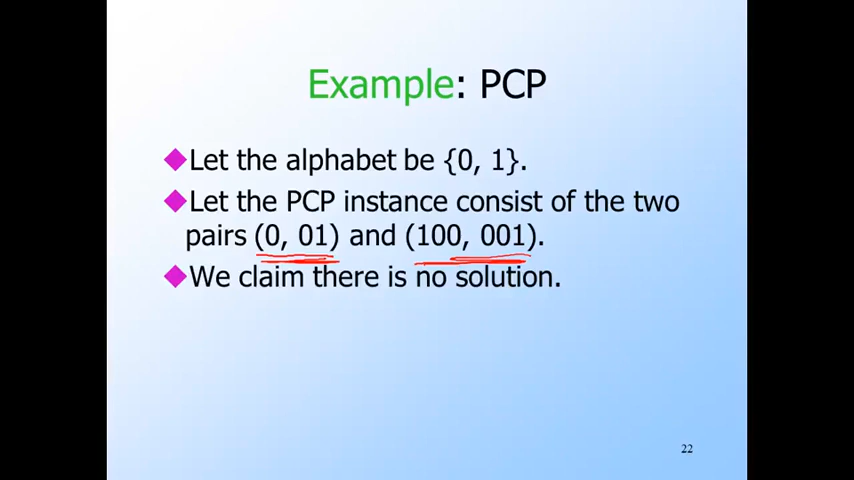 Example: PCP
Let the alphabet be {0, 1}.
Let the PCP instance consist of the two
pairs (0, 01) and (100, 001).
We claim there is no solution.
22